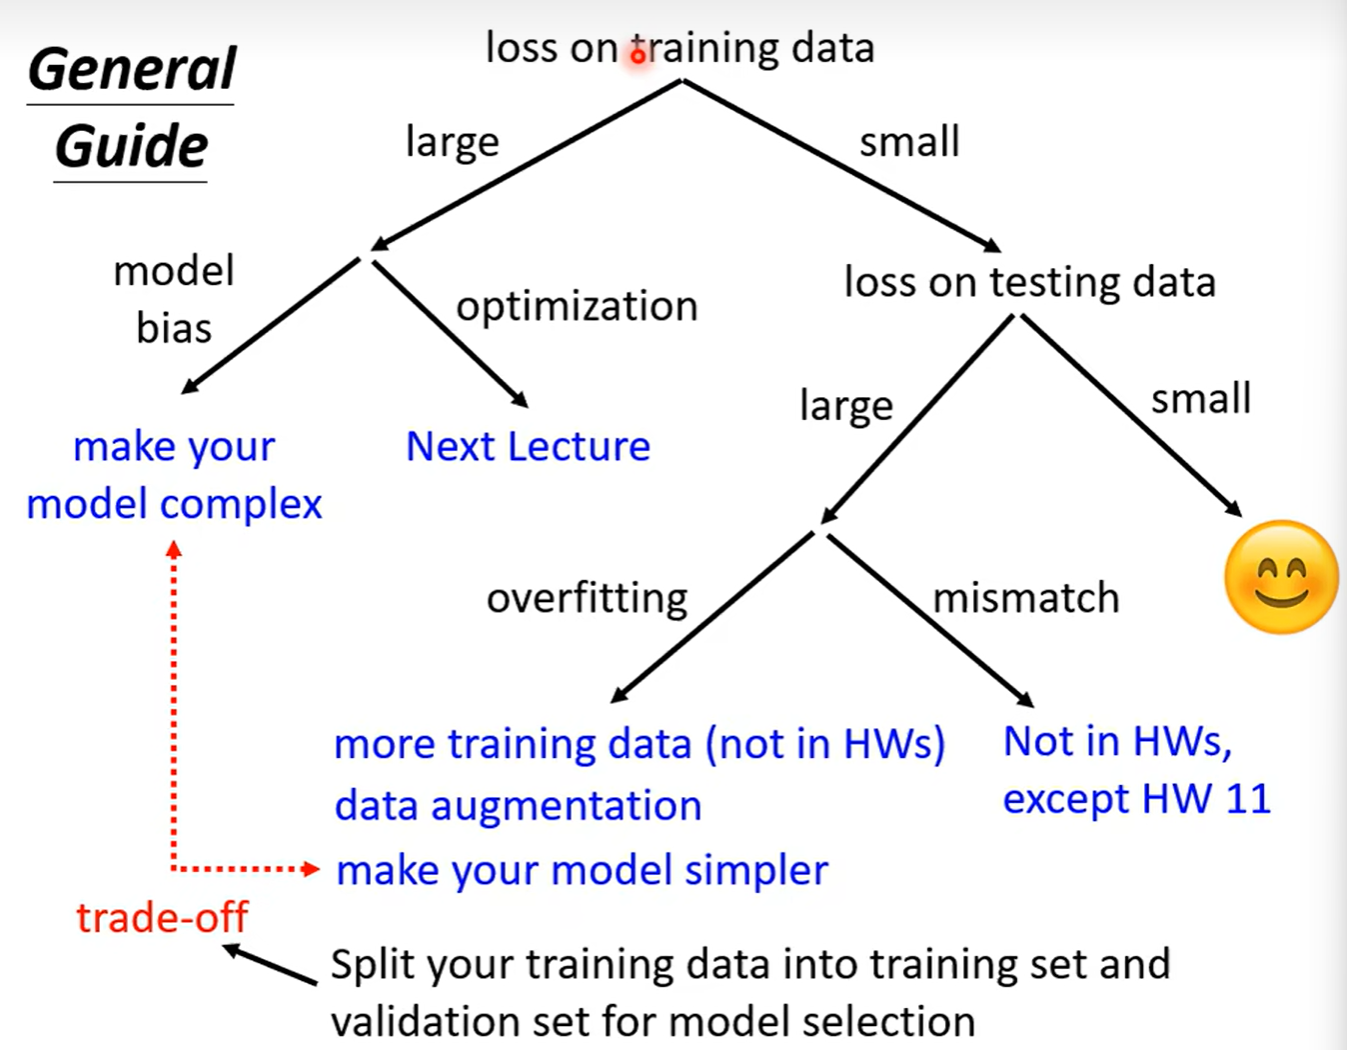 General
Guide
loss on training data
large
small
model
bias
optimization
loss on testing data
make your
model complex
Next Lecture
large
small
overfitting
mismatch
more training data (not in HWs)
data augmentation
make your model simpler
Not in HWs,
except HW 11
trade-off
Split your training data into training set and
validation set for model selection